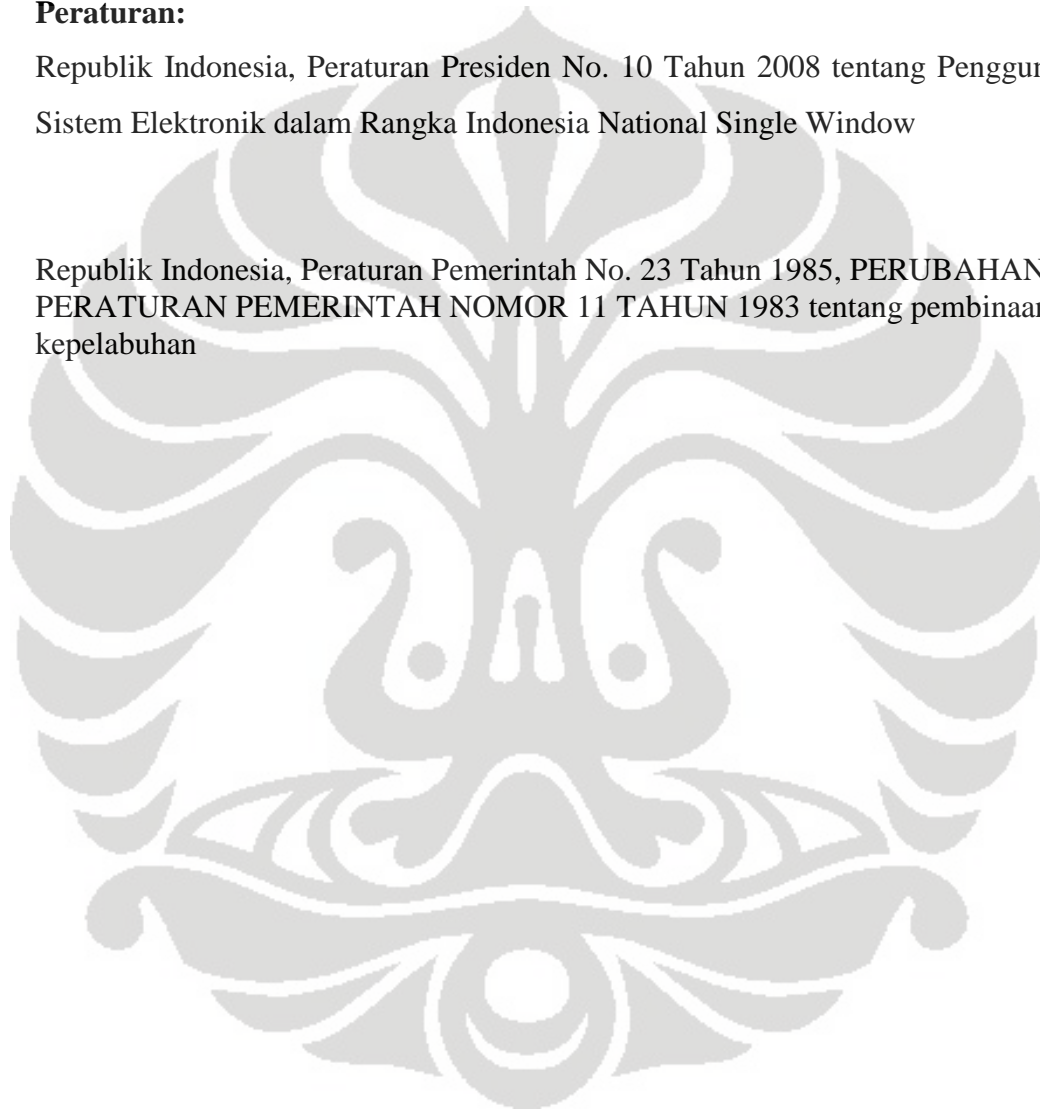 Peraturan:
Republik Indonesia, Peraturan Presiden No. 10 Tahun 2008 tentang
Sistem Elektronik dalam Rangka Indonesia National Single Window
Republik Indonesia, Peraturan Pemerintah No. 23 Tahun 1985, PERUBAHAN
PERATURAN PEMERINTAH NOMOR 11 TAHUN 1983 tentang pembinaan
kepelabuhan